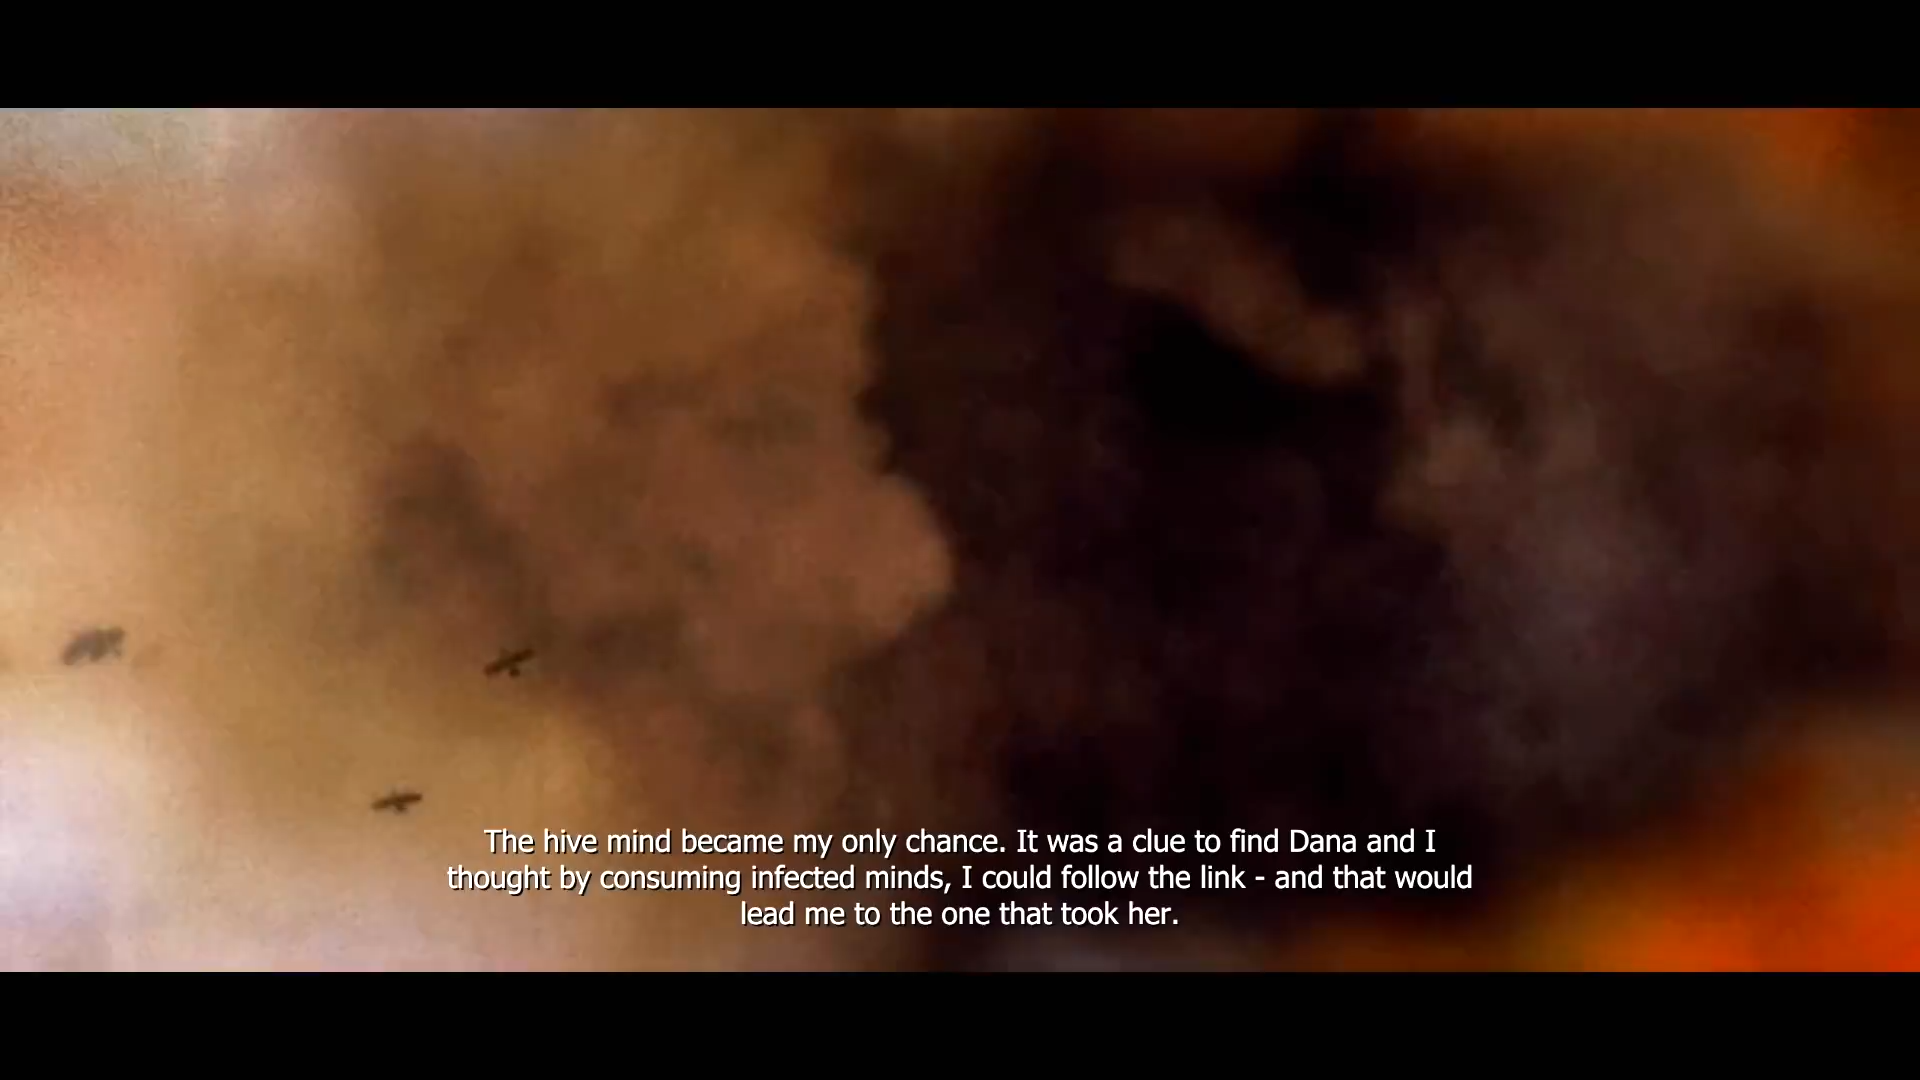 The hive mind became my only chance. It was a clue to find Dana and I
thought by consuming infected minds, I could follow the link - and that would
lead me to the one that took her.